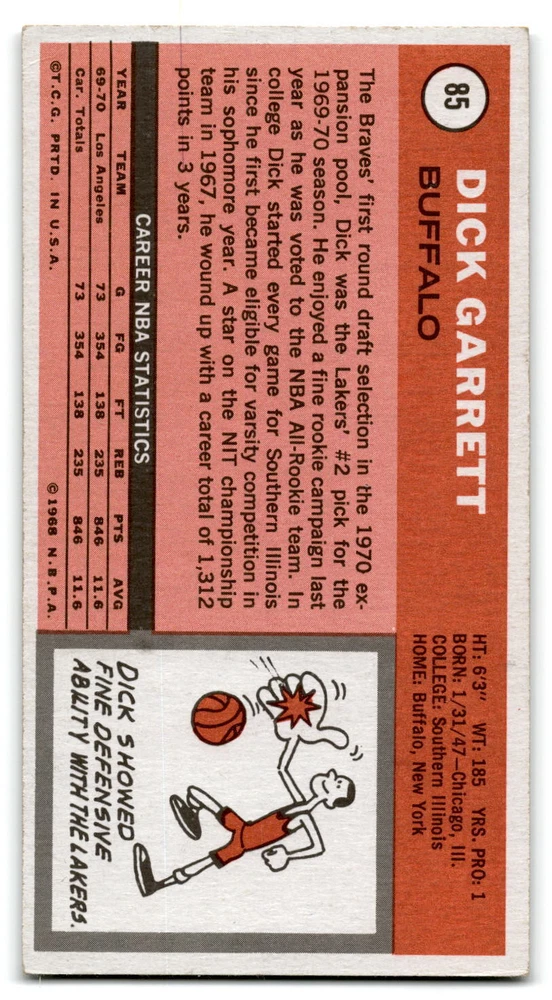 85
DICK GARRETT
BUFFALO
HT: 6'3" WT: 185 YRS. PRO: 1
BORN: 1/31/47—Chicago, Ill.
COLLEGE: Southern Illinois
HOME: Buffalo, New York
The Braves' first round draft selection in the 1970 ex-
pansion pool, Dick was the Lakers' #2 pick for the
1969-70 season. He enjoyed a fine rookie campaign last
year as he was voted to the NBA All-Rookie team. In
college Dick started every game for Southern Illinois
since he first became eligible for varsity competition in
his sophomore year. A star on the NIT championship
team in 1967, he wound up with a career total of 1,312
points in 3 years.
CAREER NBA STATISTICS
YEAR TEAM G FG FT REB PTS AVG
69-70 Los Angeles 73 354 138 235 846 11.6
Car. Totals 73 354 138 235 846 11.6
©T.C.G. PRTD. IN U.S.A. ©1968 N.B.P.A.
DICK SHOWED
FINE DEFENSIVE
ABILITY WITH THE LAKERS.